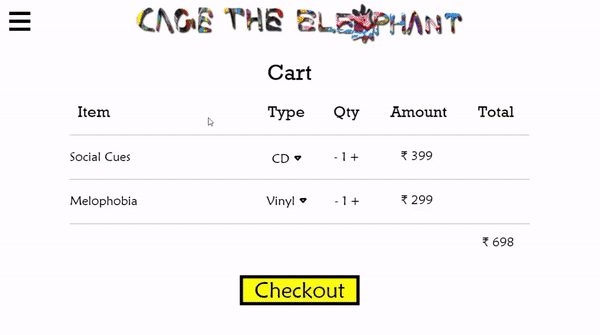 CAGE THE ELEPHANT
Cart
Item Type Qty Amount Total
Social Cues CD - 1 + ₹ 399
Melophobia Vinyl - 1 + ₹ 299
₹ 698
Checkout